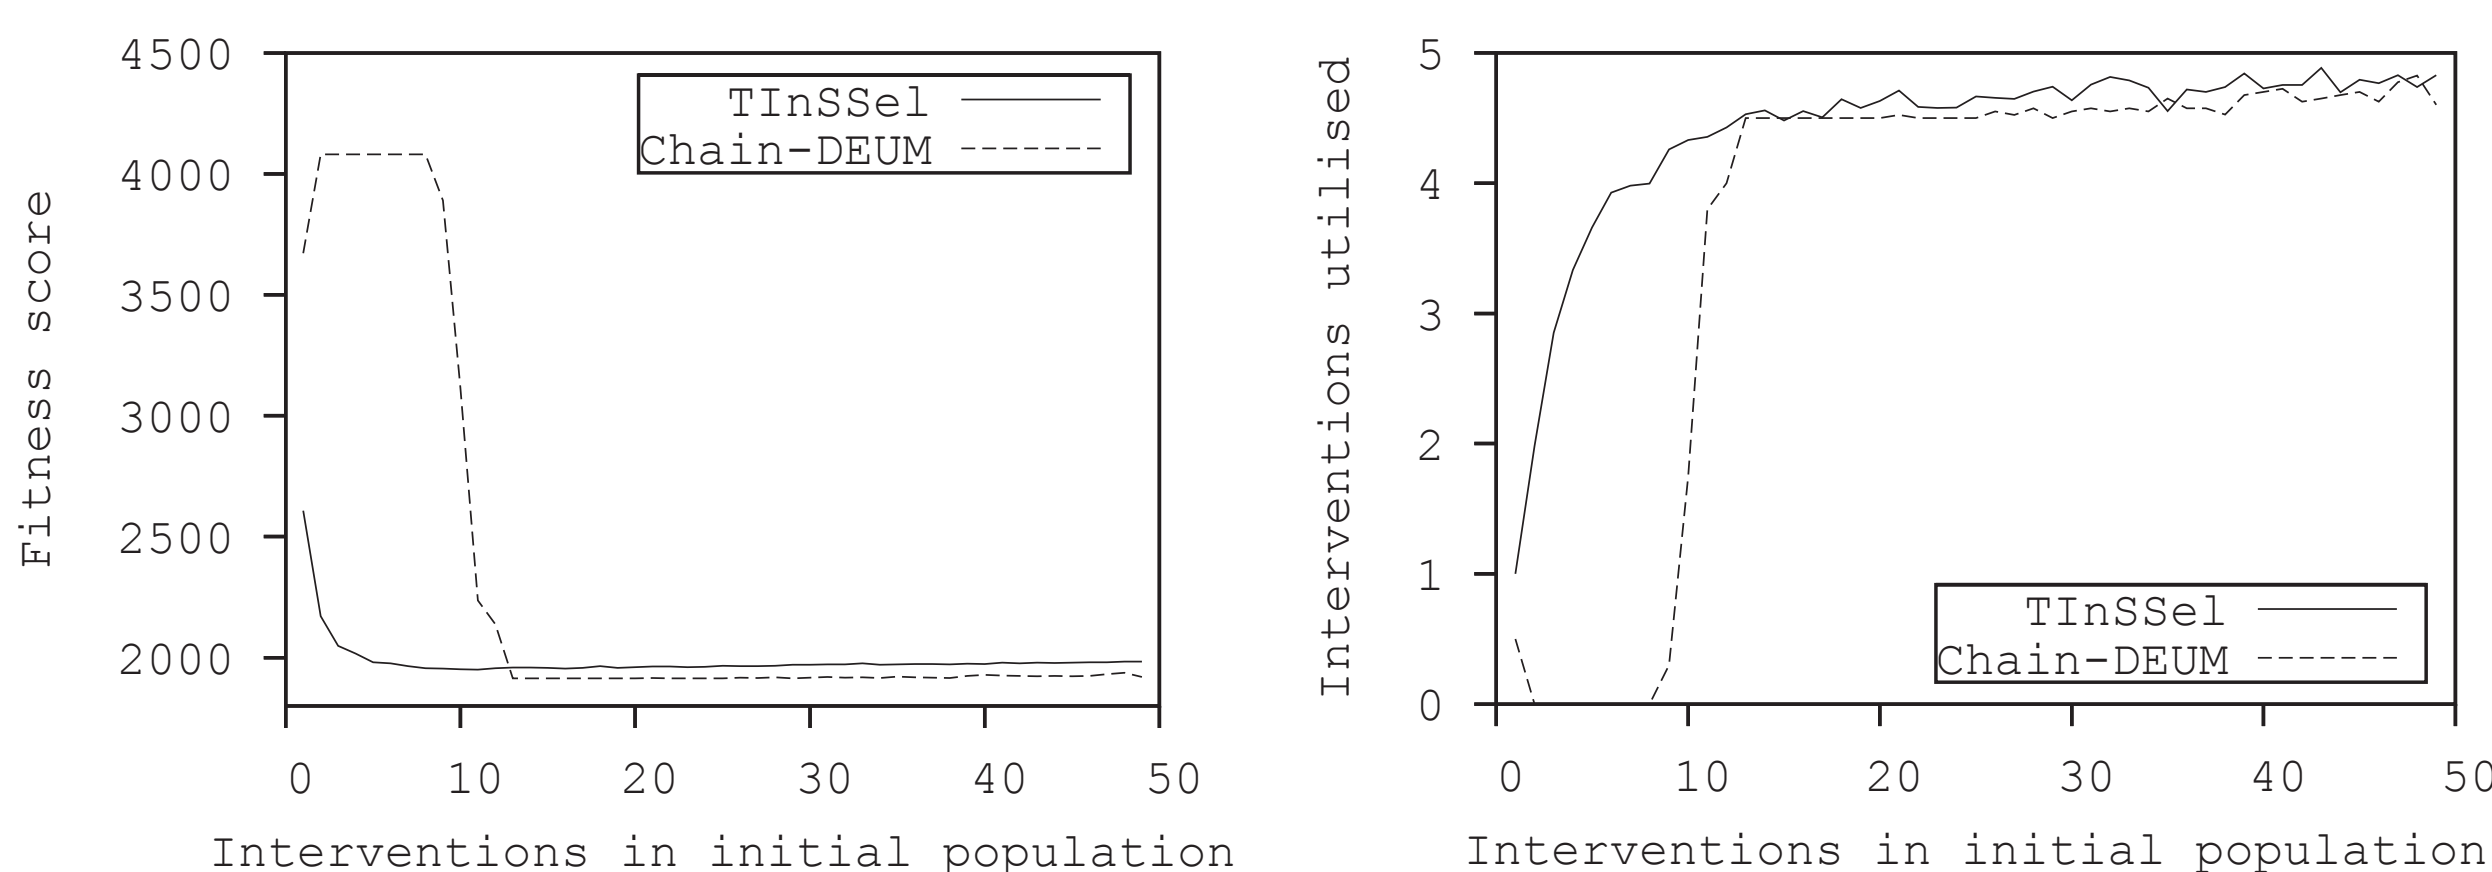 4500
4000
3500
3000
2500
2000
Fitness score
TInSSel
Chain-DEUM
0 10 20 30 40 50
Interventions in initial population
5
4
3
2
1
0
Interventions utilised
TInSSel
Chain-DEUM
0 10 20 30 40 50
Interventions in initial population